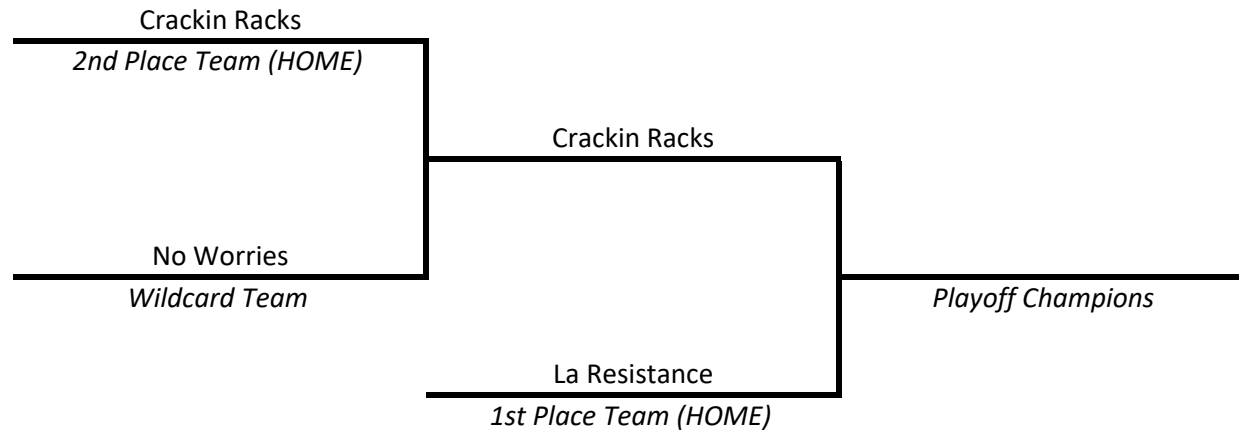 Crackin Racks
2nd Place Team (HOME)
Crackin Racks
No Worries
Wildcard Team
Playoff Champions
La Resistance
1st Place Team (HOME)